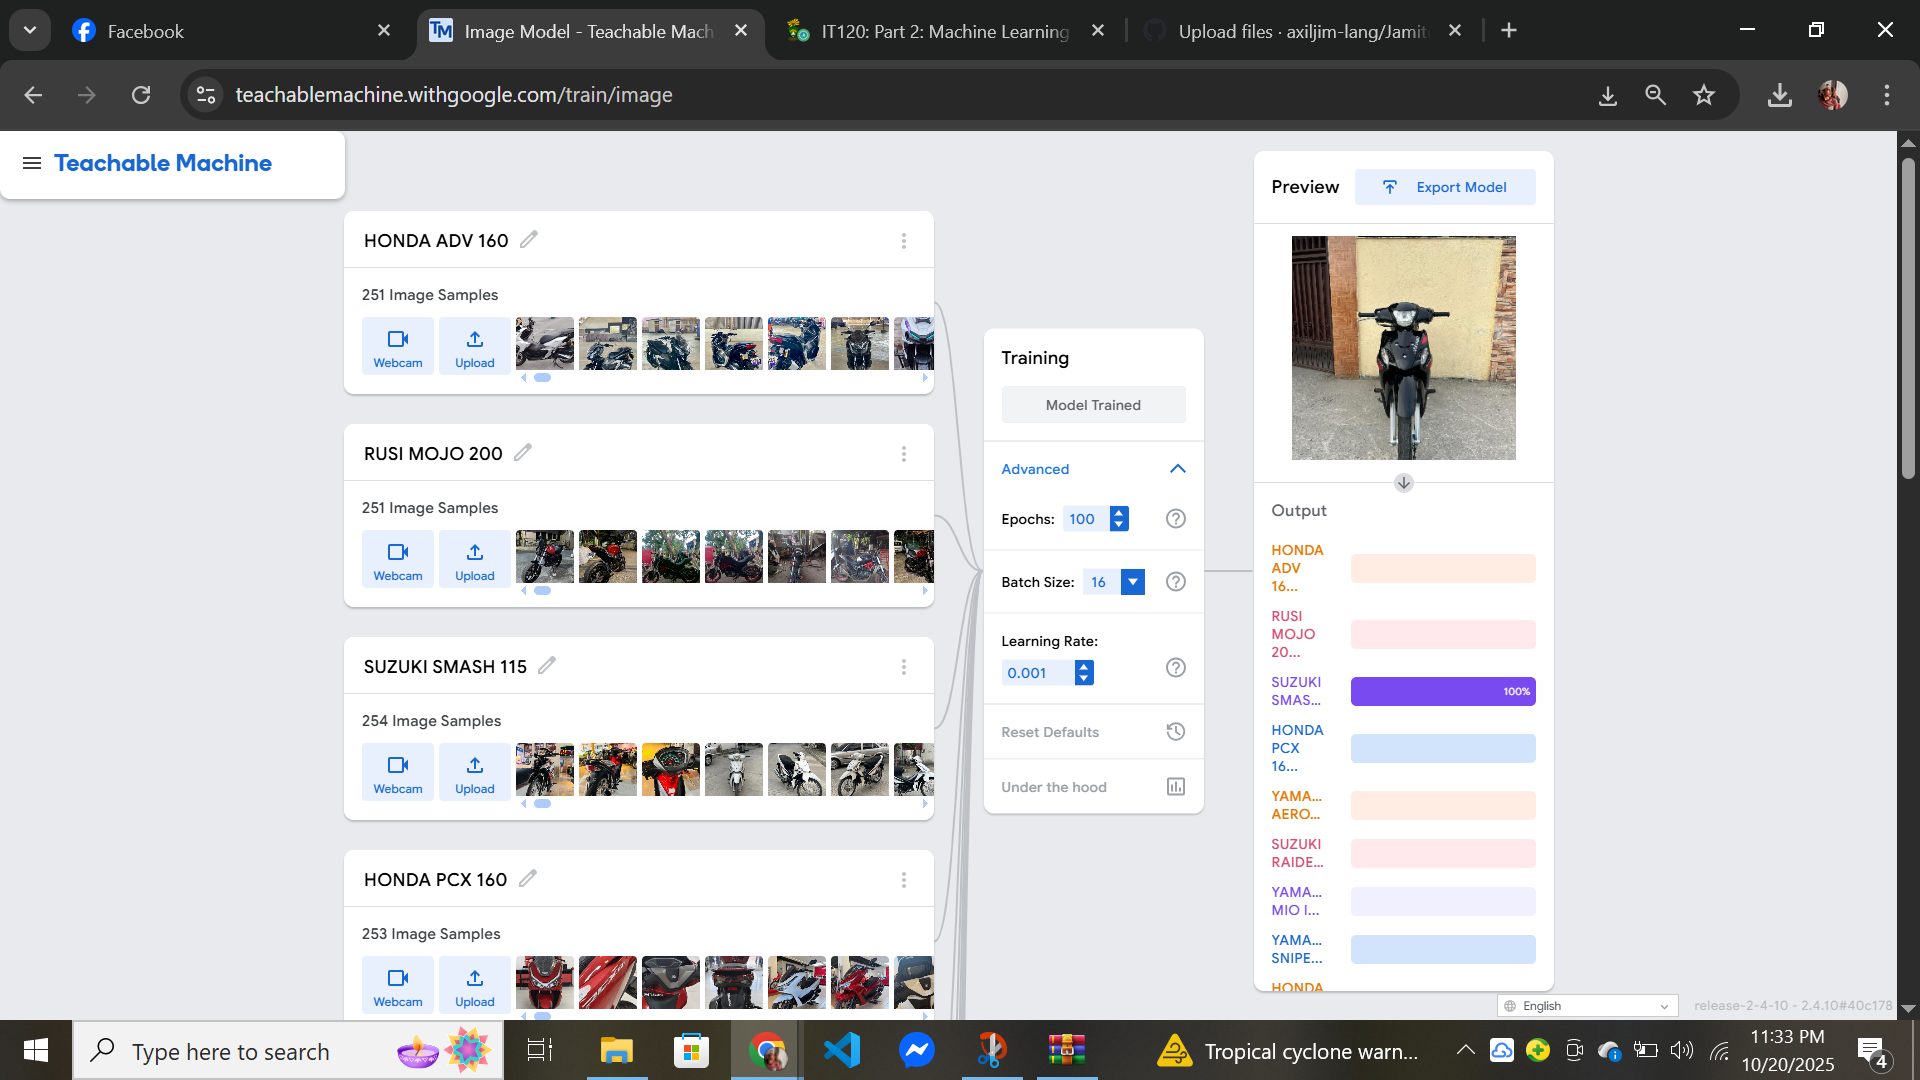 Facebook
Image Model - Teachable Mach
IT120: Part 2: Machine Learning
Upload files · axiljim-lang/Jamit
teachablemachine.withgoogle.com/train/image
Teachable Machine
HONDA ADV 160
251 Image Samples
Webcam
Upload
RUSI MOJO 200
251 Image Samples
Webcam
Upload
SUZUKI SMASH 115
254 Image Samples
Webcam
Upload
HONDA PCX 160
253 Image Samples
Webcam
Upload
Training
Model Trained
Advanced
Epochs: 100
Batch Size: 16
Learning Rate:
0.001
Reset Defaults
Under the hood
Preview
Export Model
Output
HONDA
ADV
16...
RUSI
MOJO
20...
SUZUKI
SMAS...
100%
HONDA
PCX
16...
YAMA...
AERO...
SUZUKI
RAIDE...
YAMA...
MIO I...
YAMA...
SNIPE...
HONDA
English
release-2-4-10 - 2.4.10#40c178
Type here to search
Tropical cyclone warn...
11:33 PM
10/20/2025
4